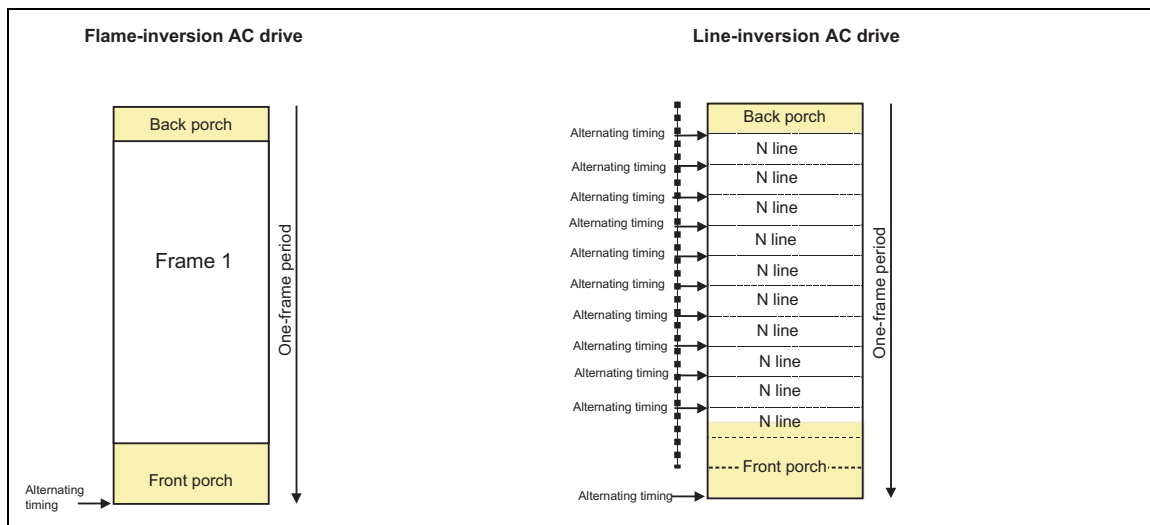 Flame-inversion AC drive
Back porch
Frame 1
Front porch
Alternating
timing
One-frame period
Line-inversion AC drive
Back porch
Alternating timing
N line
Alternating timing
N line
Alternating timing
N line
Alternating timing
N line
Alternating timing
N line
Alternating timing
N line
Alternating timing
N line
Alternating timing
N line
Alternating timing
N line
Alternating timing
N line
Front porch
Alternating timing
One-frame period